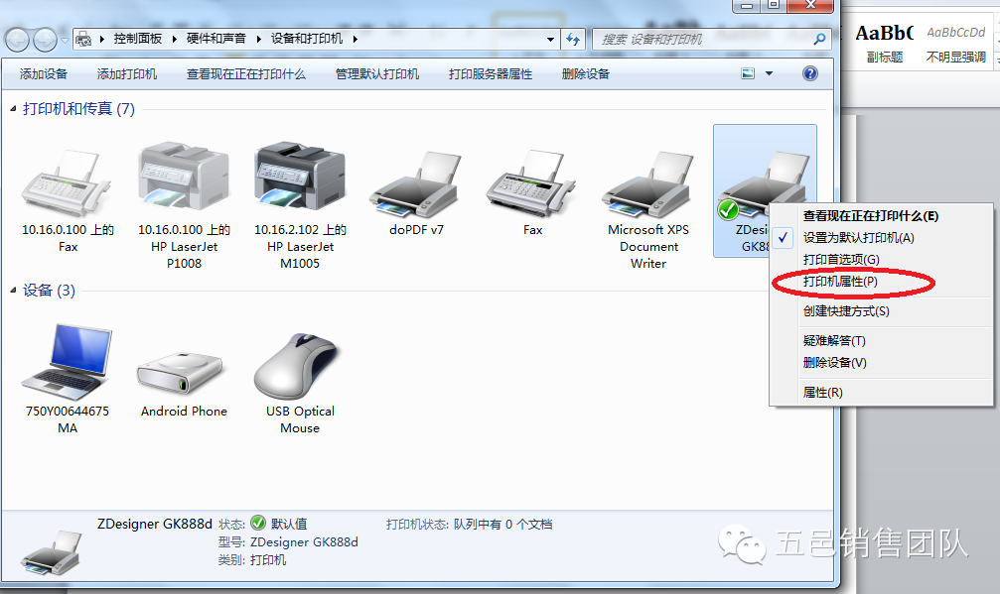 AaBbC
AaBbCcDd
副标题
不明显强调
控制面板
硬件和声音
设备和打印机
搜索 设备和打印机
添加设备
添加打印机
查看现在正在打印什么
管理默认打印机
打印服务器属性
删除设备
打印机和传真 (7)
10.16.0.100 上的
Fax
10.16.0.100 上的
HP LaserJet
P1008
10.16.2.102 上的
HP LaserJet
M1005
doPDF v7
Fax
Microsoft XPS
Document
Writer
ZDesi
GK88
查看现在正在打印什么(E)
设置为默认打印机(A)
打印首选项(G)
打印机属性(P)
创建快捷方式(S)
疑难解答(T)
删除设备(V)
属性(R)
设备 (3)
750Y00644675
MA
Android Phone
USB Optical
Mouse
ZDesigner GK888d
状态: 默认值
打印机状态: 队列中有 0 个文档
型号: ZDesigner GK888d
类别: 打印机
五邑销售团队